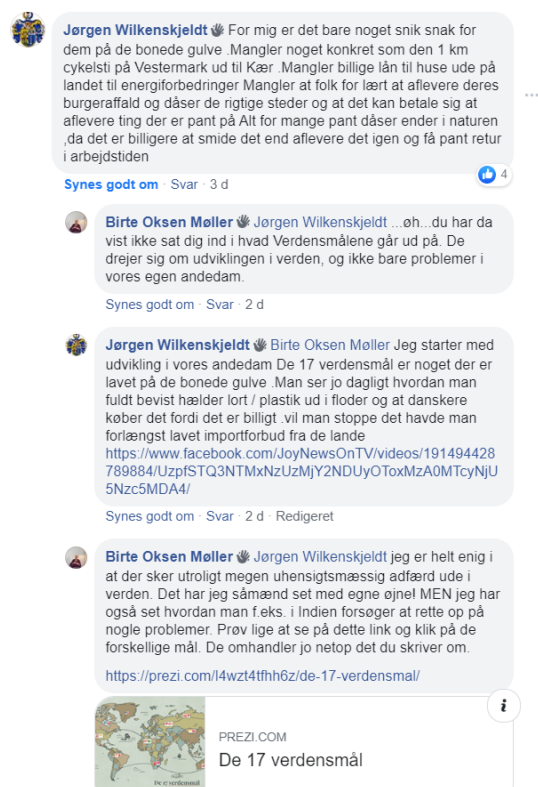 Jørgen Wilkenskjeldt For mig er det bare noget snik snak for
dem på de bonede gulve .Mangler noget konkret som den 1 km
cykelsti på Vestermark ud til Kær .Mangler billige lån til huse ude på
landet til energiforbedringer Mangler at folk for lært at aflevere deres
burgeraffald og dåser de rigtige steder og at det kan betale sig at
aflevere ting der er pant på Alt for mange pant dåser ender i naturen
,da det er billigere at smide det end aflevere det igen og få pant retur
i arbejdstiden
4
Synes godt om · Svar · 3 d
Birte Oksen Møller Jørgen Wilkenskjeldt ...øh...du har da
vist ikke sat dig ind i hvad Verdensmålene går ud på. De
drejer sig om udviklingen i verden, og ikke bare problemer i
vores egen andedam.
Synes godt om · Svar · 2 d
Jørgen Wilkenskjeldt Birte Oksen Møller Jeg starter med
udvikling i vores andedam De 17 verdensmål er noget der er
lavet på de bonede gulve .Man ser jo dagligt hvordan man
fuldt bevist hælder lort / plastik ud i floder og at danskere
køber det fordi det er billigt .vil man stoppe det havde man
forlængst lavet importforbud fra de lande
https://www.facebook.com/JoyNewsOnTV/videos/191494428
789884/UzpfSTQ3NTMxNzUzMjY2NDUyOToxMzA0MTcyNjU
5Nzc5MDA4/
Synes godt om · Svar · 2 d · Redigeret
Birte Oksen Møller Jørgen Wilkenskjeldt jeg er helt enig i
at der sker utroligt megen uhensigtsmæssig adfærd ude i
verden. Det har jeg såmænd set med egne øjne! MEN jeg har
også set hvordan man f.eks. i Indien forsøger at rette op på
nogle problemer. Prøv lige at se på dette link og klik på de
forskellige mål. De omhandler jo netop det du skriver om.
https://prezi.com/l4wzt4tfhh6z/de-17-verdensmal/
PREZI.COM
De 17 verdensmål
De 17 verdensmål